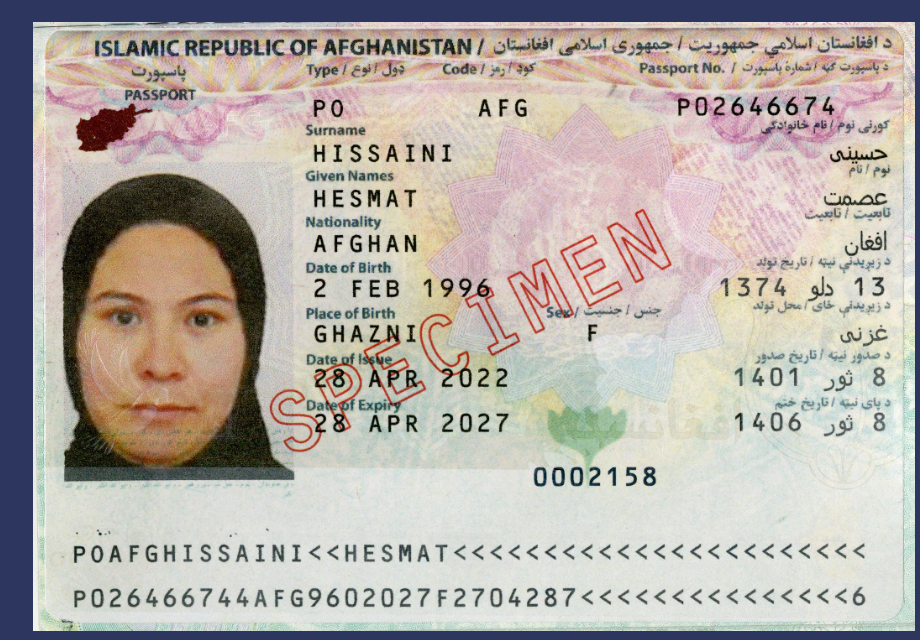 ISLAMIC REPUBLIC OF AFGHANISTAN / د افغانستان اسلامي جمهوریت / جمهوری اسلامی افغانستان
پاسپورت Type / ډول / نوع Code / کوډ / رمز Passport No. / د پاسپورت ګڼه / شماره پاسپورت
PASSPORT
PO AFG P02646674
Surname کورنی نوم / نام خانوادگی
HISSAINI حسینی
Given Names نوم / نام
HESMAT عصمت
Nationality تابعیت / تابعیت
AFGHAN افغان
Date of Birth د زیږیدنې نېټه / تاریخ تولد
2 FEB 1996 13 دلو 1374
Place of Birth Sex / جنس / جنسیت د زیږیدنې ځای / محل تولد
GHAZNI F غزنی
Date of Issue د صدور نېټه / تاریخ صدور
28 APR 2022 8 ثور 1401
Date of Expiry د پای نېټه / تاریخ ختم
28 APR 2027 8 ثور 1406
SPECIMEN
0002158
POAFGHISSAINI<<HESMAT<<<<<<<<<<<<<<<<<<<<<<<
P026466744AFG9602027F2704287<<<<<<<<<<<<<<<6